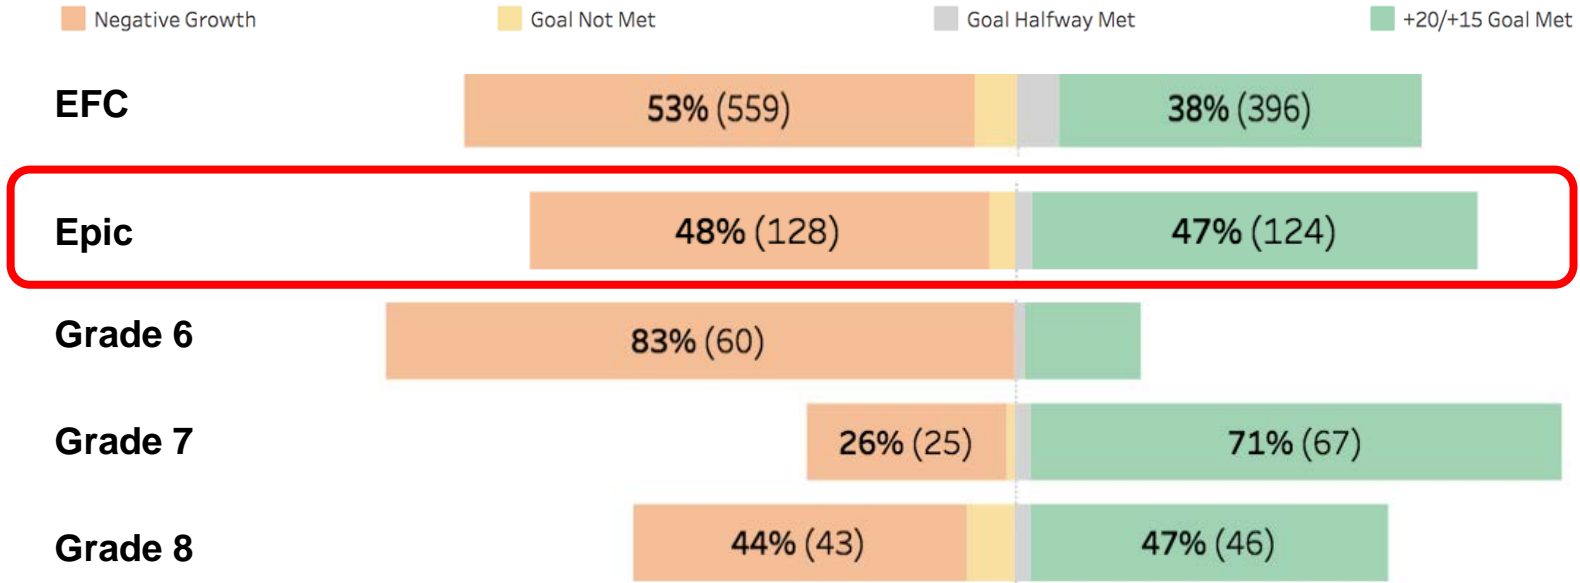 Negative Growth Goal Not Met Goal Halfway Met +20/+15 Goal Met
EFC 53% (559) 38% (396)
Epic 48% (128) 47% (124)
Grade 6 83% (60)
Grade 7 26% (25) 71% (67)
Grade 8 44% (43) 47% (46)